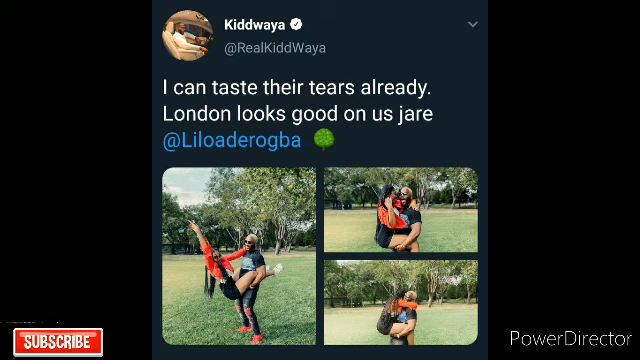 Kiddwaya
@RealKiddWaya
I can taste their tears already.
London looks good on us jare
@Liloaderogba
SUBSCRIBE
PowerDirector